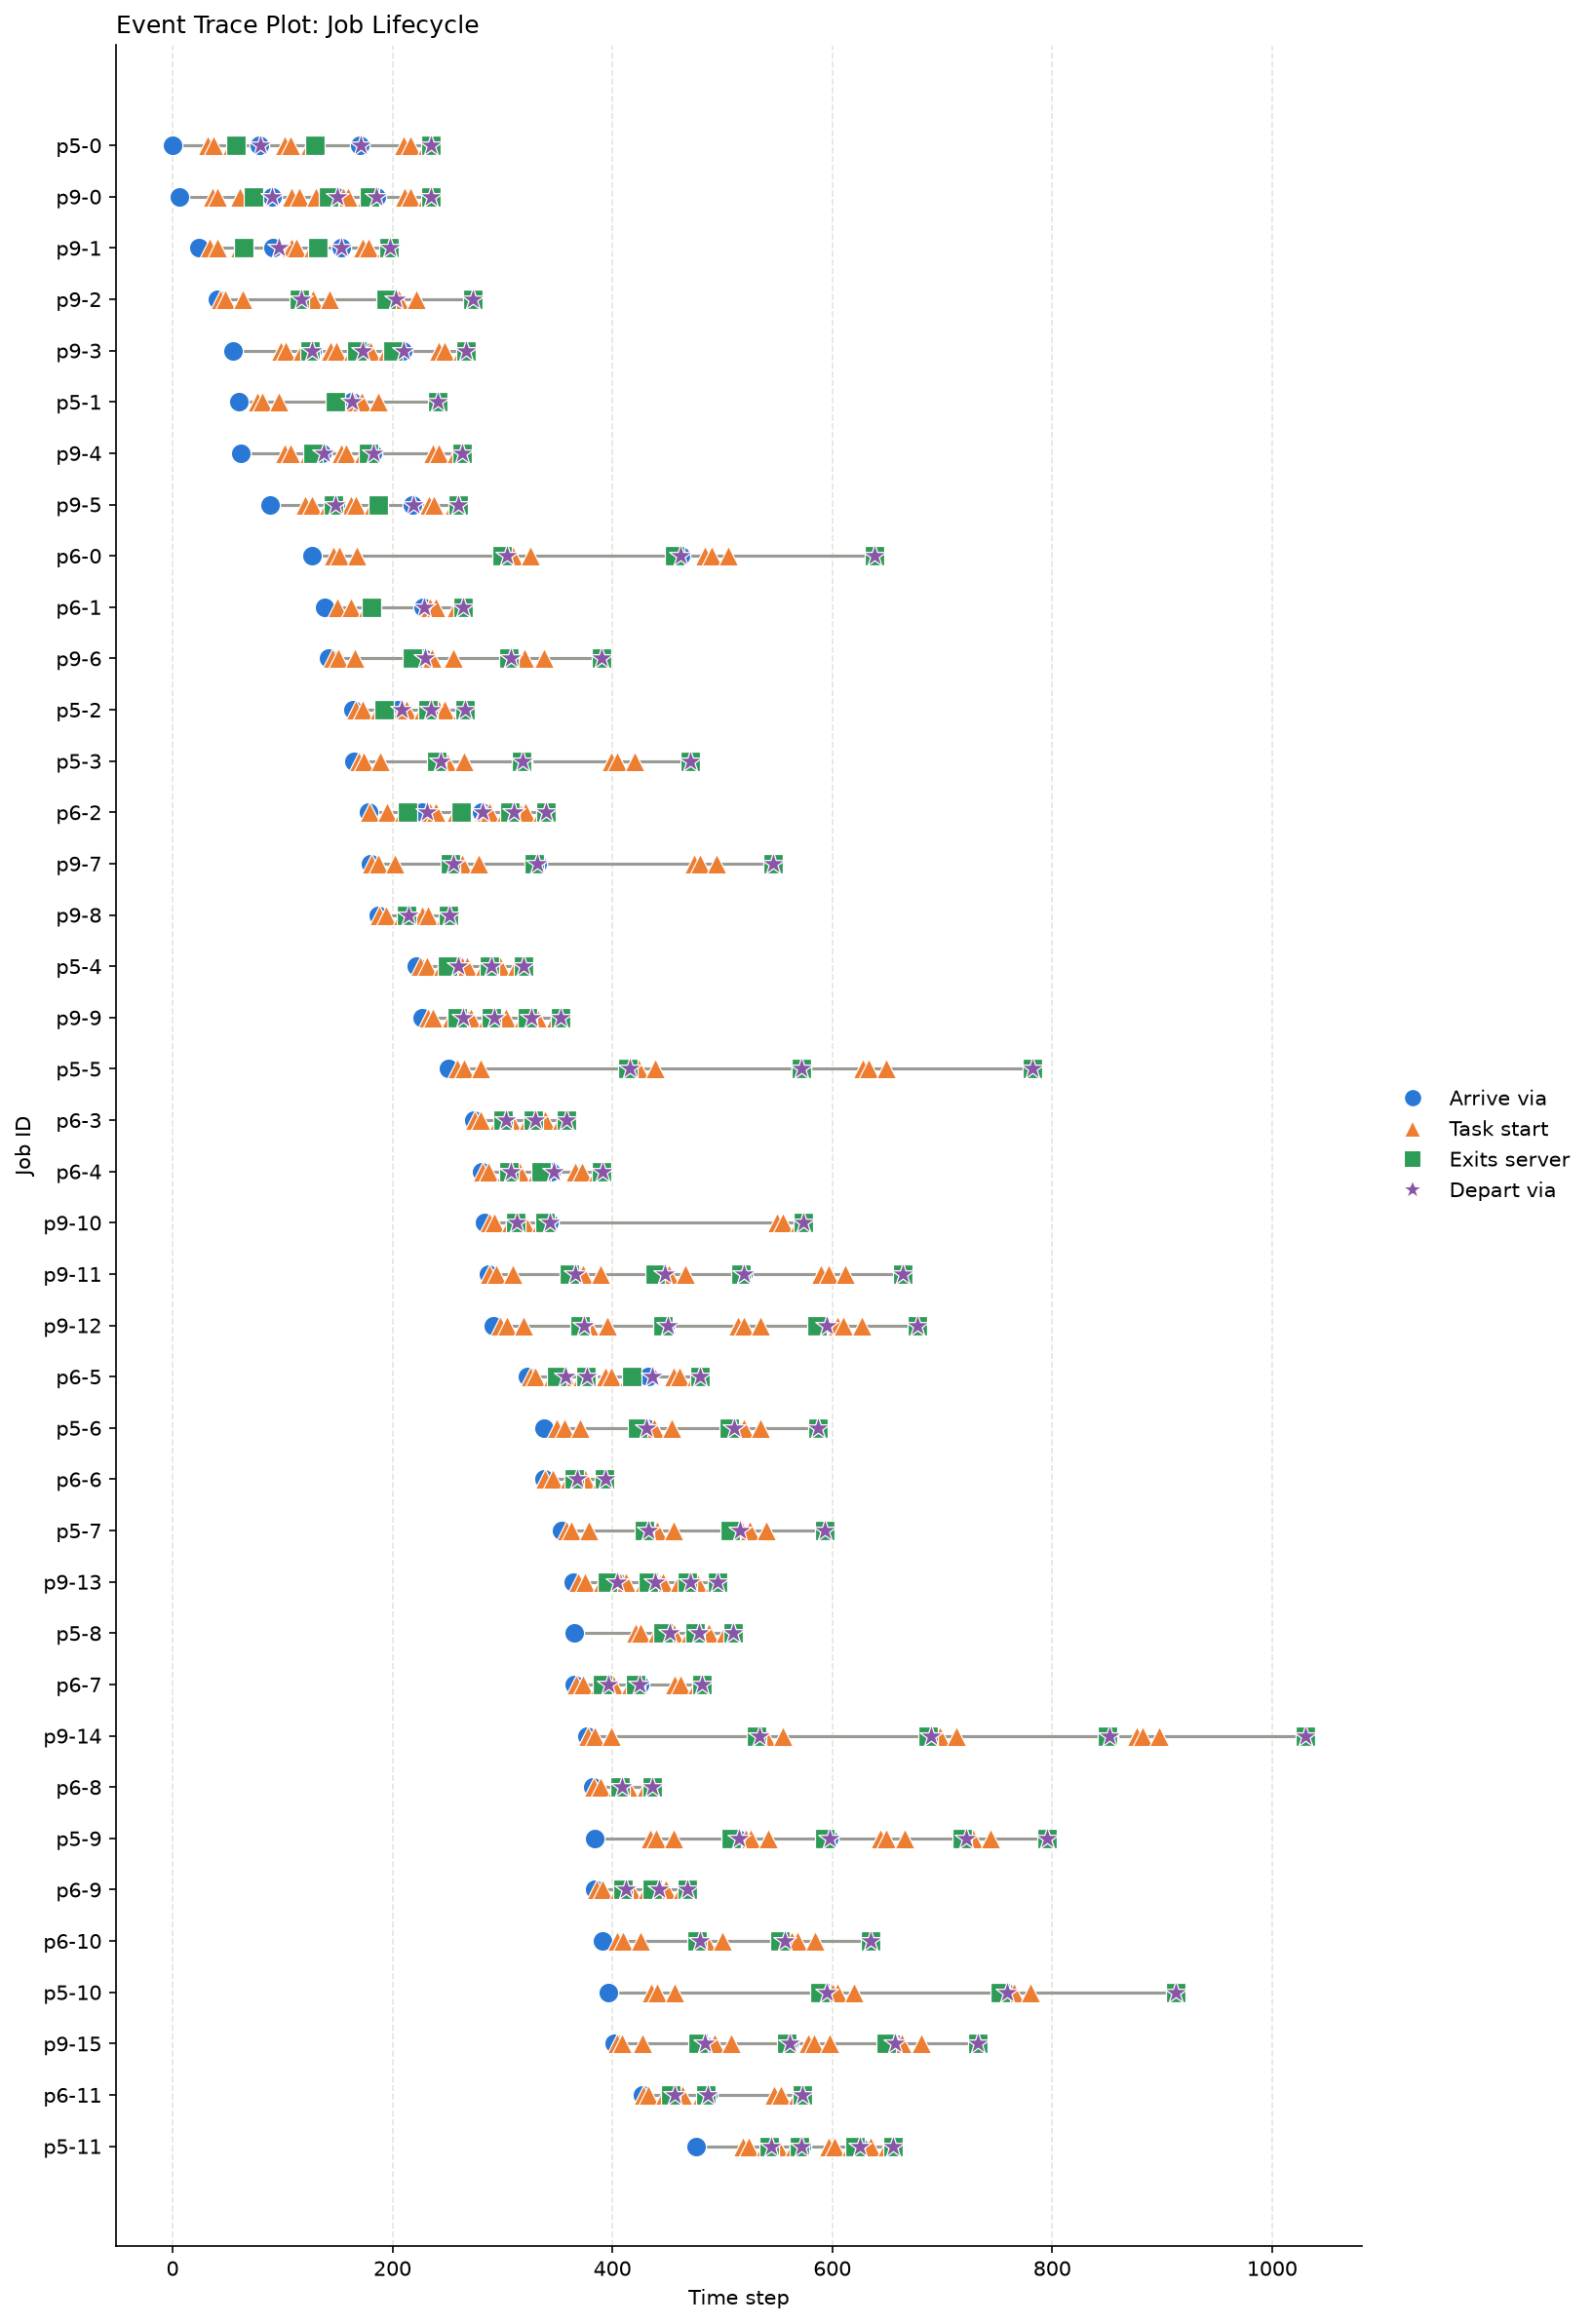 Event Trace Plot: Job Lifecycle
p5-0
p9-0
p9-1
p9-2
p9-3
p5-1
p9-4
p9-5
p6-0
p6-1
p9-6
p5-2
p5-3
p6-2
p9-7
p9-8
p5-4
p9-9
p5-5
p6-3
p6-4
p9-10
p9-11
p9-12
p6-5
p5-6
p6-6
p5-7
p9-13
p5-8
p6-7
p9-14
p6-8
p5-9
p6-9
p6-10
p5-10
p9-15
p6-11
p5-11
Job ID
Arrive via
Task start
Exits server
Depart via
0 200 400 600 800 1000
Time step